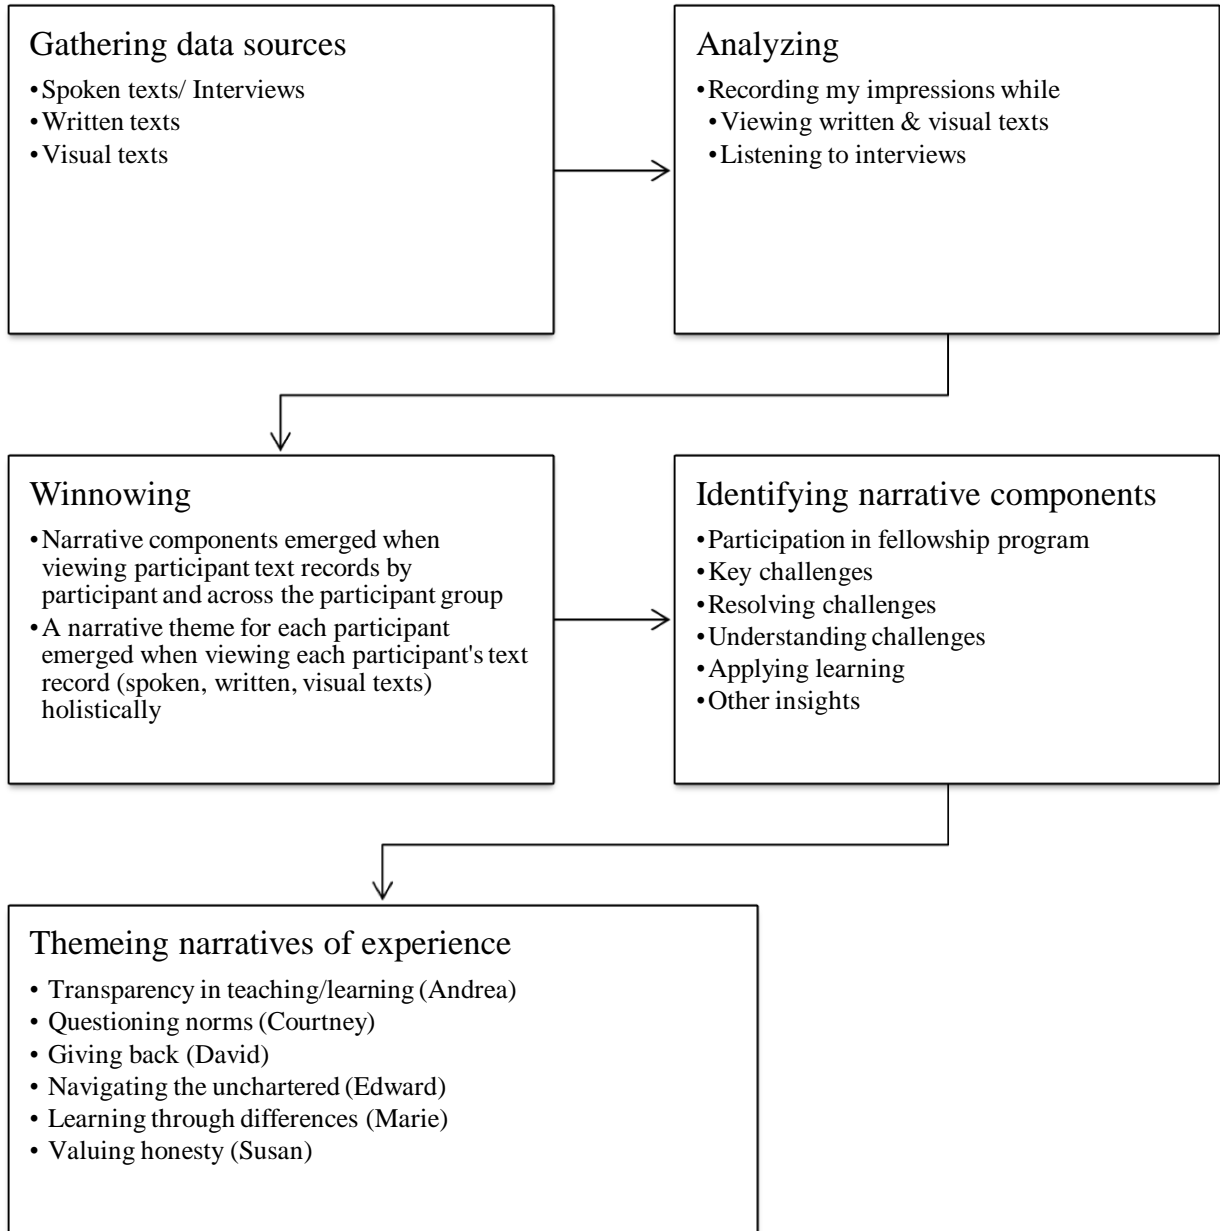 Gathering data sources
•Spoken texts/ Interviews
•Written texts
•Visual texts
Analyzing
•Recording my impressions while
•Viewing written & visual texts
•Listening to interviews
Winnowing
•Narrative components emerged when
viewing participant text records by
participant and across the participant group
•A narrative theme for each participant
emerged when viewing each participant's text
record (spoken, written, visual texts)
holistically
Identifying narrative components
•Participation in fellowship program
•Key challenges
•Resolving challenges
•Understanding challenges
•Applying learning
•Other insights
Themeing narratives of experience
• Transparency in teaching/learning (Andrea)
• Questioning norms (Courtney)
• Giving back (David)
• Navigating the unchartered (Edward)
• Learning through differences (Marie)
• Valuing honesty (Susan)